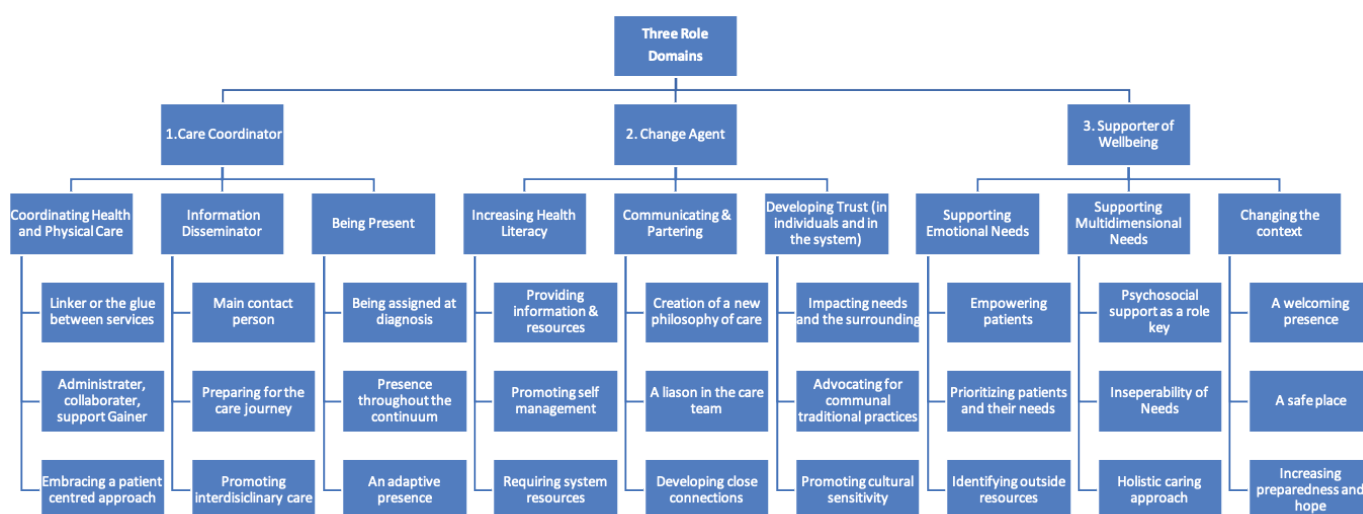 Three Role
Domains
1.Care Coordinator
2. Change Agent
3. Supporter of
Wellbeing
Coordinating Health
and Physical Care
Information
Disseminator
Being Present
Increasing Health
Literacy
Communicating &
Partering
Developing Trust (in
individuals and in
the system)
Supporting
Emotional Needs
Supporting
Multidimensional
Needs
Changing the
context
Linker or the glue
between services
Main contact
person
Being assigned at
diagnosis
Providing
information &
resources
Creation of a new
philosophy of care
Impacting needs
and the surrounding
Empowering
patients
Psychosocial
support as a role
key
A welcoming
presence
Administrater,
collaborater,
support Gainer
Preparing for the
care journey
Presence
throughout the
continuum
Promoting self
management
A liason in the care
team
Advocating for
communal
traditional practices
Prioritizing patients
and their needs
Inseperability of
Needs
A safe place
Embracing a patient
centred approach
Promoting
interdisiclinary care
An adaptive
presence
Requiring system
resources
Developing close
connections
Promoting cultural
sensitivity
Identifying outside
resources
Holistic caring
approach
Increasing
preparedness and
hope